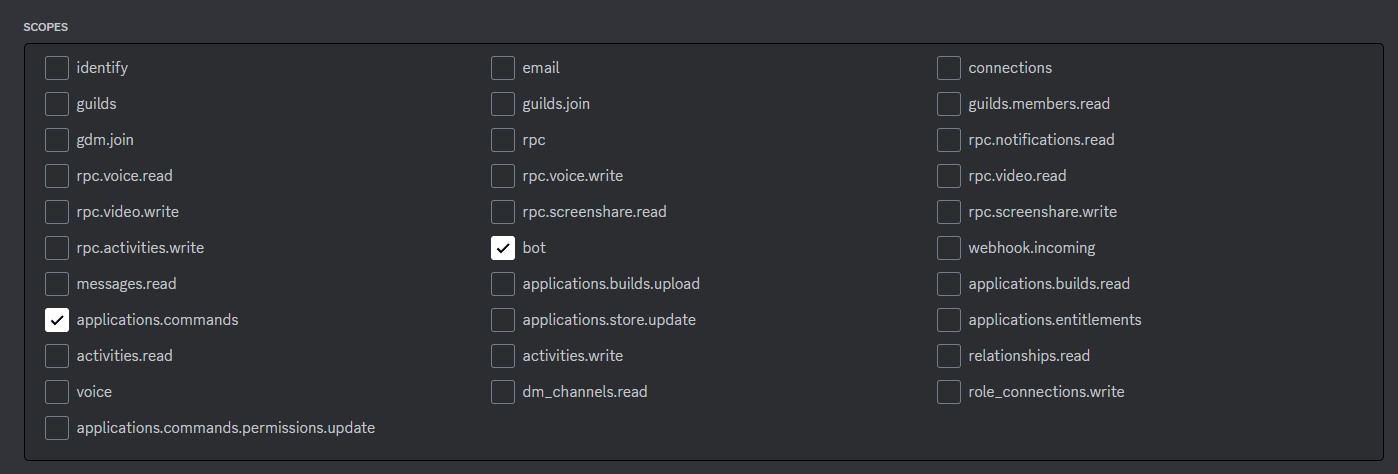 SCOPES
identify email connections
guilds guilds.join guilds.members.read
gdm.join rpc rpc.notifications.read
rpc.voice.read rpc.voice.write rpc.video.read
rpc.video.write rpc.screenshare.read rpc.screenshare.write
rpc.activities.write bot webhook.incoming
messages.read applications.builds.upload applications.builds.read
applications.commands applications.store.update applications.entitlements
activities.read activities.write relationships.read
voice dm_channels.read role_connections.write
applications.commands.permissions.update